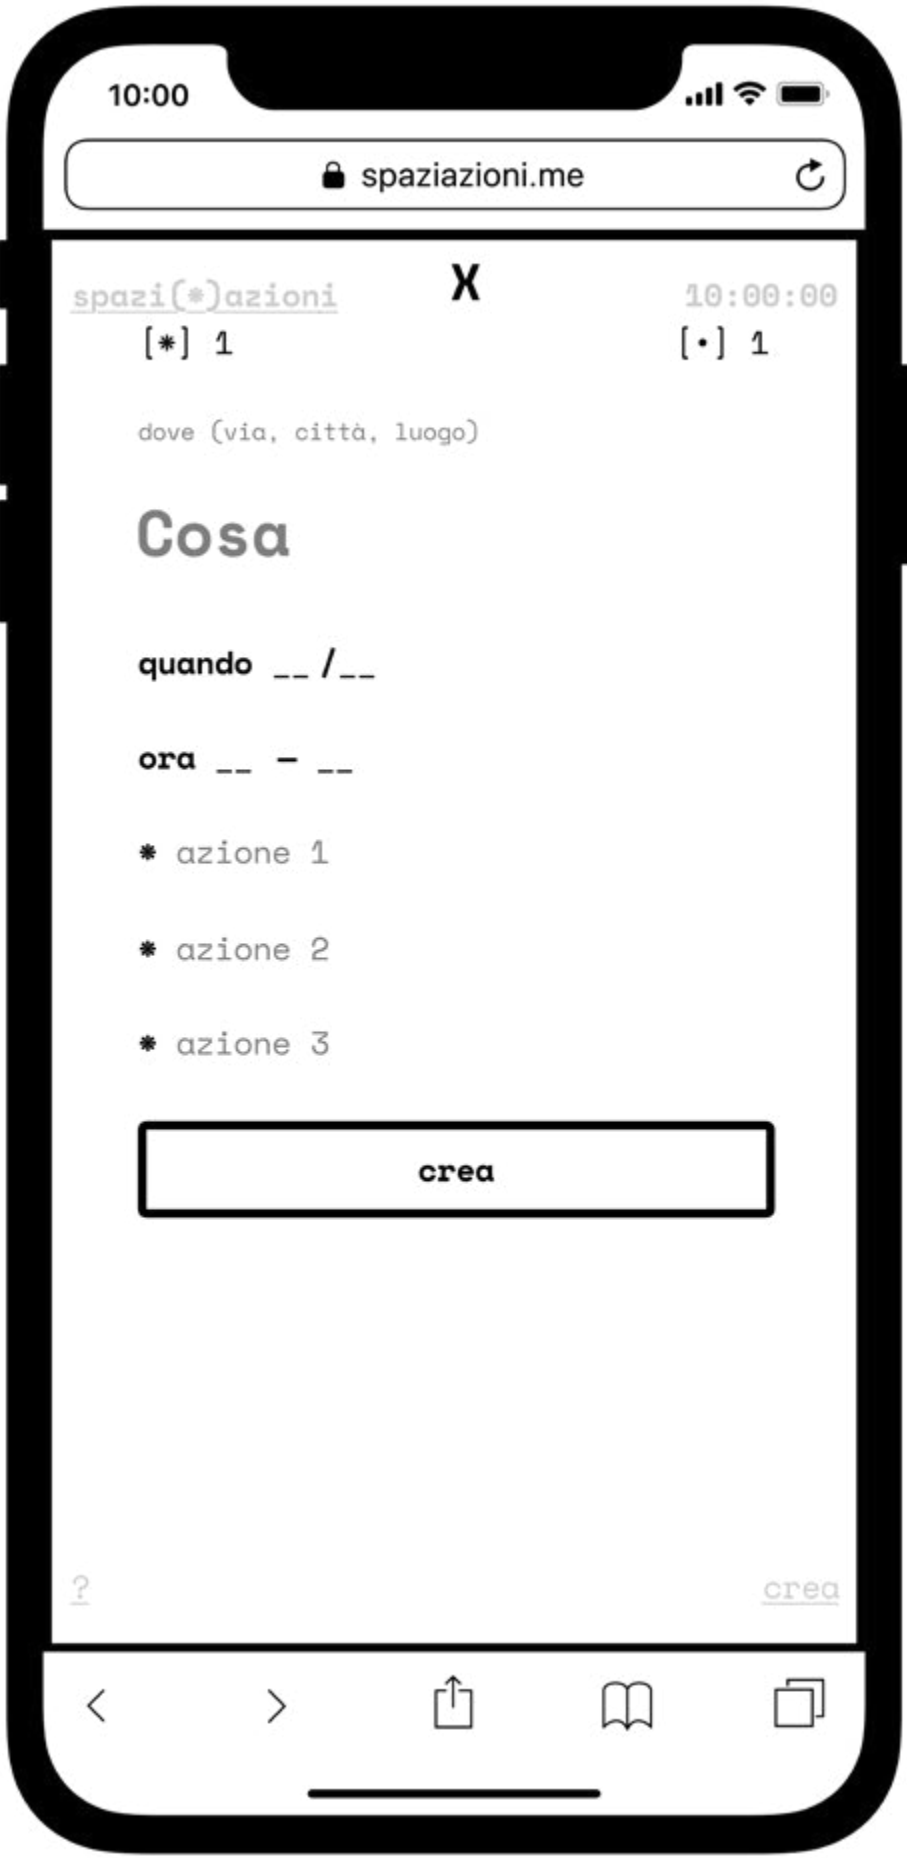 10:00
spaziazioni.me
X
spazi(*)azioni 10:00:00
[*] 1 [·] 1
dove (via, città, luogo)
Cosa
quando __/__
ora __ – __
* azione 1
* azione 2
* azione 3
crea
? crea